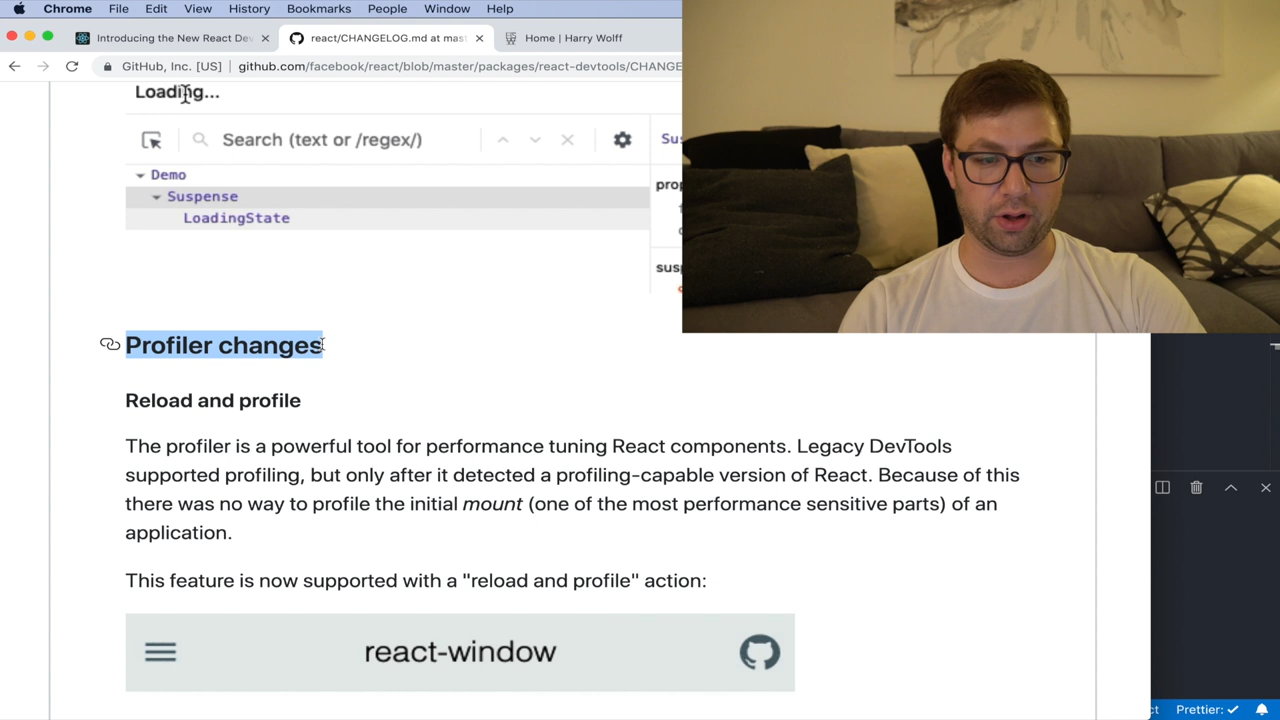 Chrome File Edit View History Bookmarks People Window Help
Introducing the New React Dev
react/CHANGELOG.md at mast
Home | Harry Wolff
GitHub, Inc. [US] github.com/facebook/react/blob/master/packages/react-devtools/CHANGE
Loading...
Search (text or /regex/)
Sus
Demo
prop
Suspense
LoadingState
susp
Profiler changes
Reload and profile
The profiler is a powerful tool for performance tuning React components. Legacy DevTools
supported profiling, but only after it detected a profiling-capable version of React. Because of this
there was no way to profile the initial mount (one of the most performance sensitive parts) of an
application.
This feature is now supported with a "reload and profile" action:
react-window
ct Prettier: ✓